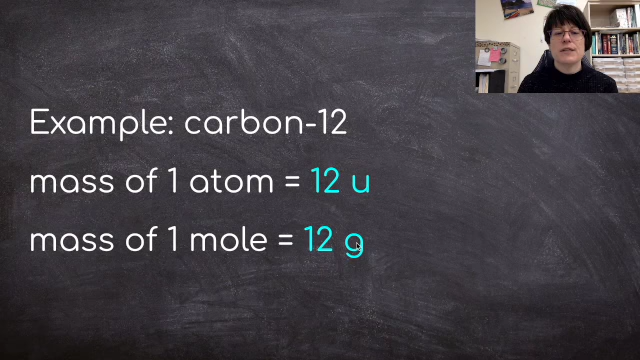 Example: carbon-12
mass of 1 atom = 12 u
mass of 1 mole = 12 g